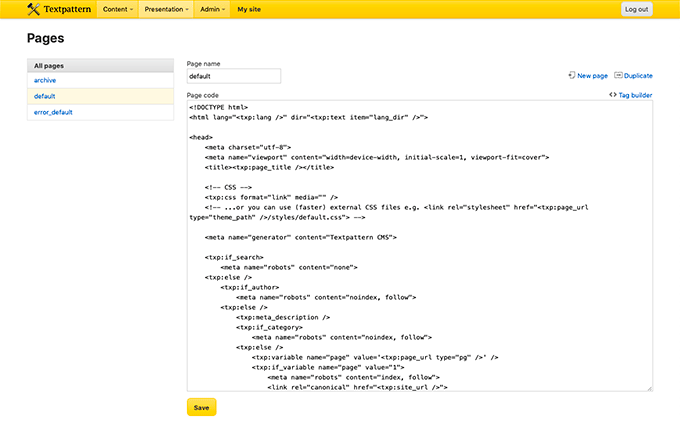 Textpattern Content Presentation Admin My site Log out
Pages
All pages
archive
default
error_default
Page name
default
New page Duplicate
Page code
Tag builder
<!DOCTYPE html>
<html lang="<txp:lang />" dir="<txp:text item="lang_dir" />">
<head>
<meta charset="utf-8">
<meta name="viewport" content="width=device-width, initial-scale=1, viewport-fit=cover">
<title><txp:page_title /></title>
<!-- CSS -->
<txp:css format="link" media="" />
<!-- ...or you can use (faster) external CSS files e.g. <link rel="stylesheet" href="<txp:page_url
type="theme_path" />/styles/default.css"> -->
<meta name="generator" content="Textpattern CMS">
<txp:if_search>
<meta name="robots" content="none">
<txp:else />
<txp:if_author>
<meta name="robots" content="noindex, follow">
<txp:else />
<txp:meta_description />
<txp:if_category>
<meta name="robots" content="noindex, follow">
<txp:else />
<txp:variable name="page" value='<txp:page_url type="pg" />' />
<txp:if_variable name="page" value="1">
<meta name="robots" content="index, follow">
<link rel="canonical" href="<txp:site_url />">
Save